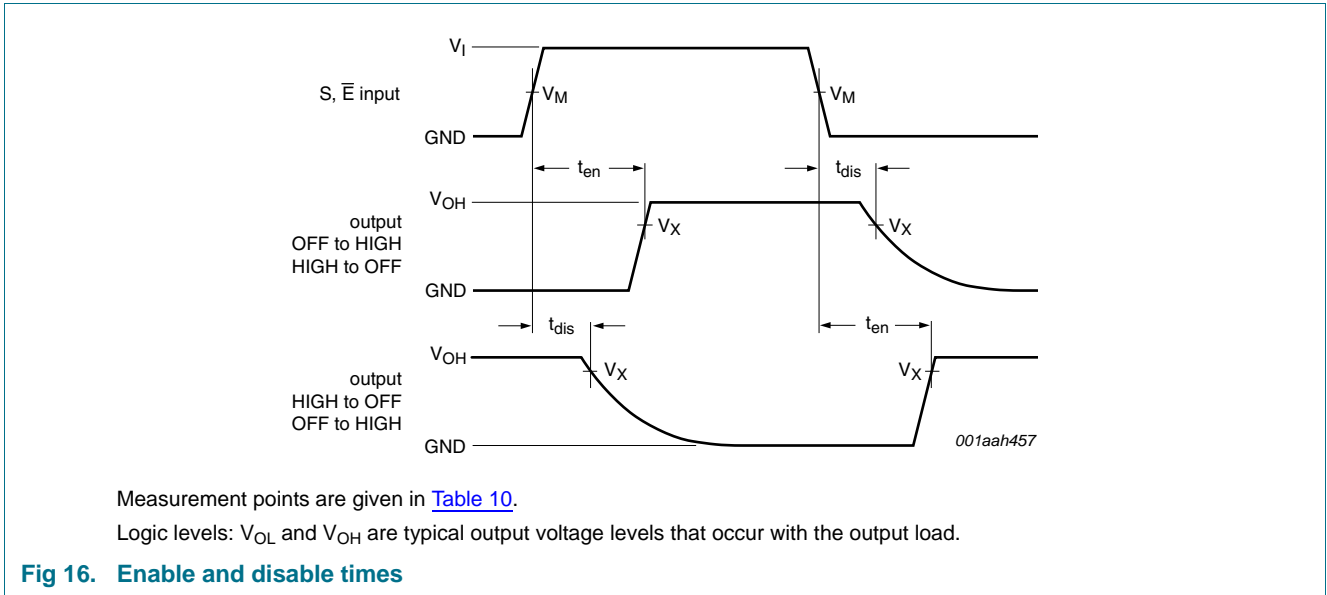 V_I
S, E̅ input
V_M
V_M
GND
t_en
t_dis
V_OH
output
OFF to HIGH
HIGH to OFF
V_X
V_X
GND
t_dis
t_en
V_OH
output
HIGH to OFF
OFF to HIGH
V_X
V_X
GND
001aah457
Measurement points are given in Table 10.
Logic levels: V_OL and V_OH are typical output voltage levels that occur with the output load.
Fig 16. Enable and disable times